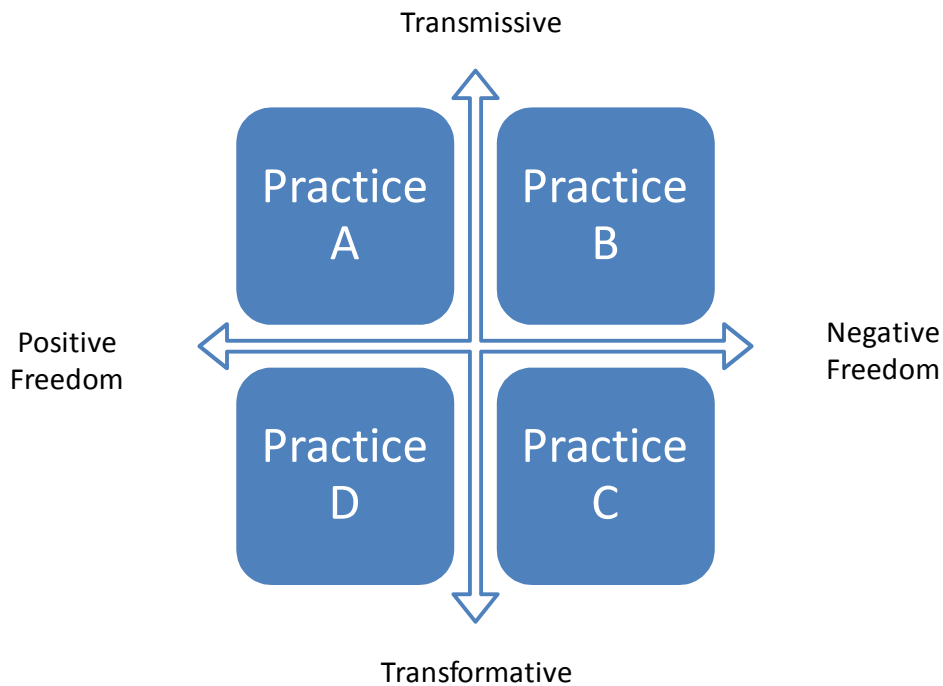 Transmissive
Practice
A
Practice
B
Positive
Freedom
Negative
Freedom
Practice
D
Practice
C
Transformative